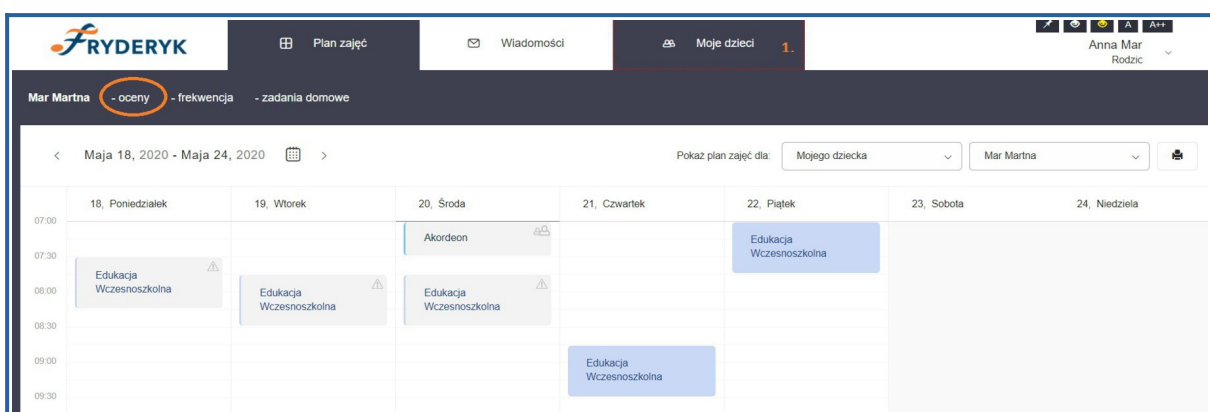 FRYDERYK
Plan zajęć
Wiadomości
Moje dzieci
1.
A
A++
Anna Mar
Rodzic
Mar Martna - oceny - frekwencja - zadania domowe
Maja 18, 2020 - Maja 24, 2020
Pokaż plan zajęć dla:
Mojego dziecka
Mar Martna
18, Poniedziałek
19, Wtorek
20, Środa
21, Czwartek
22, Piątek
23, Sobota
24, Niedziela
07:00
Akordeon
Edukacja
Wczesnoszkolna
07:30
Edukacja
Wczesnoszkolna
08:00
Edukacja
Wczesnoszkolna
Edukacja
Wczesnoszkolna
08:30
09:00
Edukacja
Wczesnoszkolna
09:30